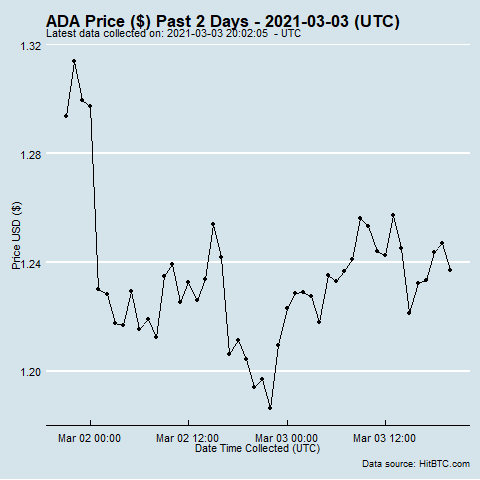 ADA Price ($) Past 2 Days - 2021-03-03 (UTC)
Latest data collected on: 2021-03-03 20:02:05 - UTC
1.32
1.28
1.24
1.20
Price USD ($)
Mar 02 00:00 Mar 02 12:00 Mar 03 00:00 Mar 03 12:00
Date Time Collected (UTC)
Data source: HitBTC.com